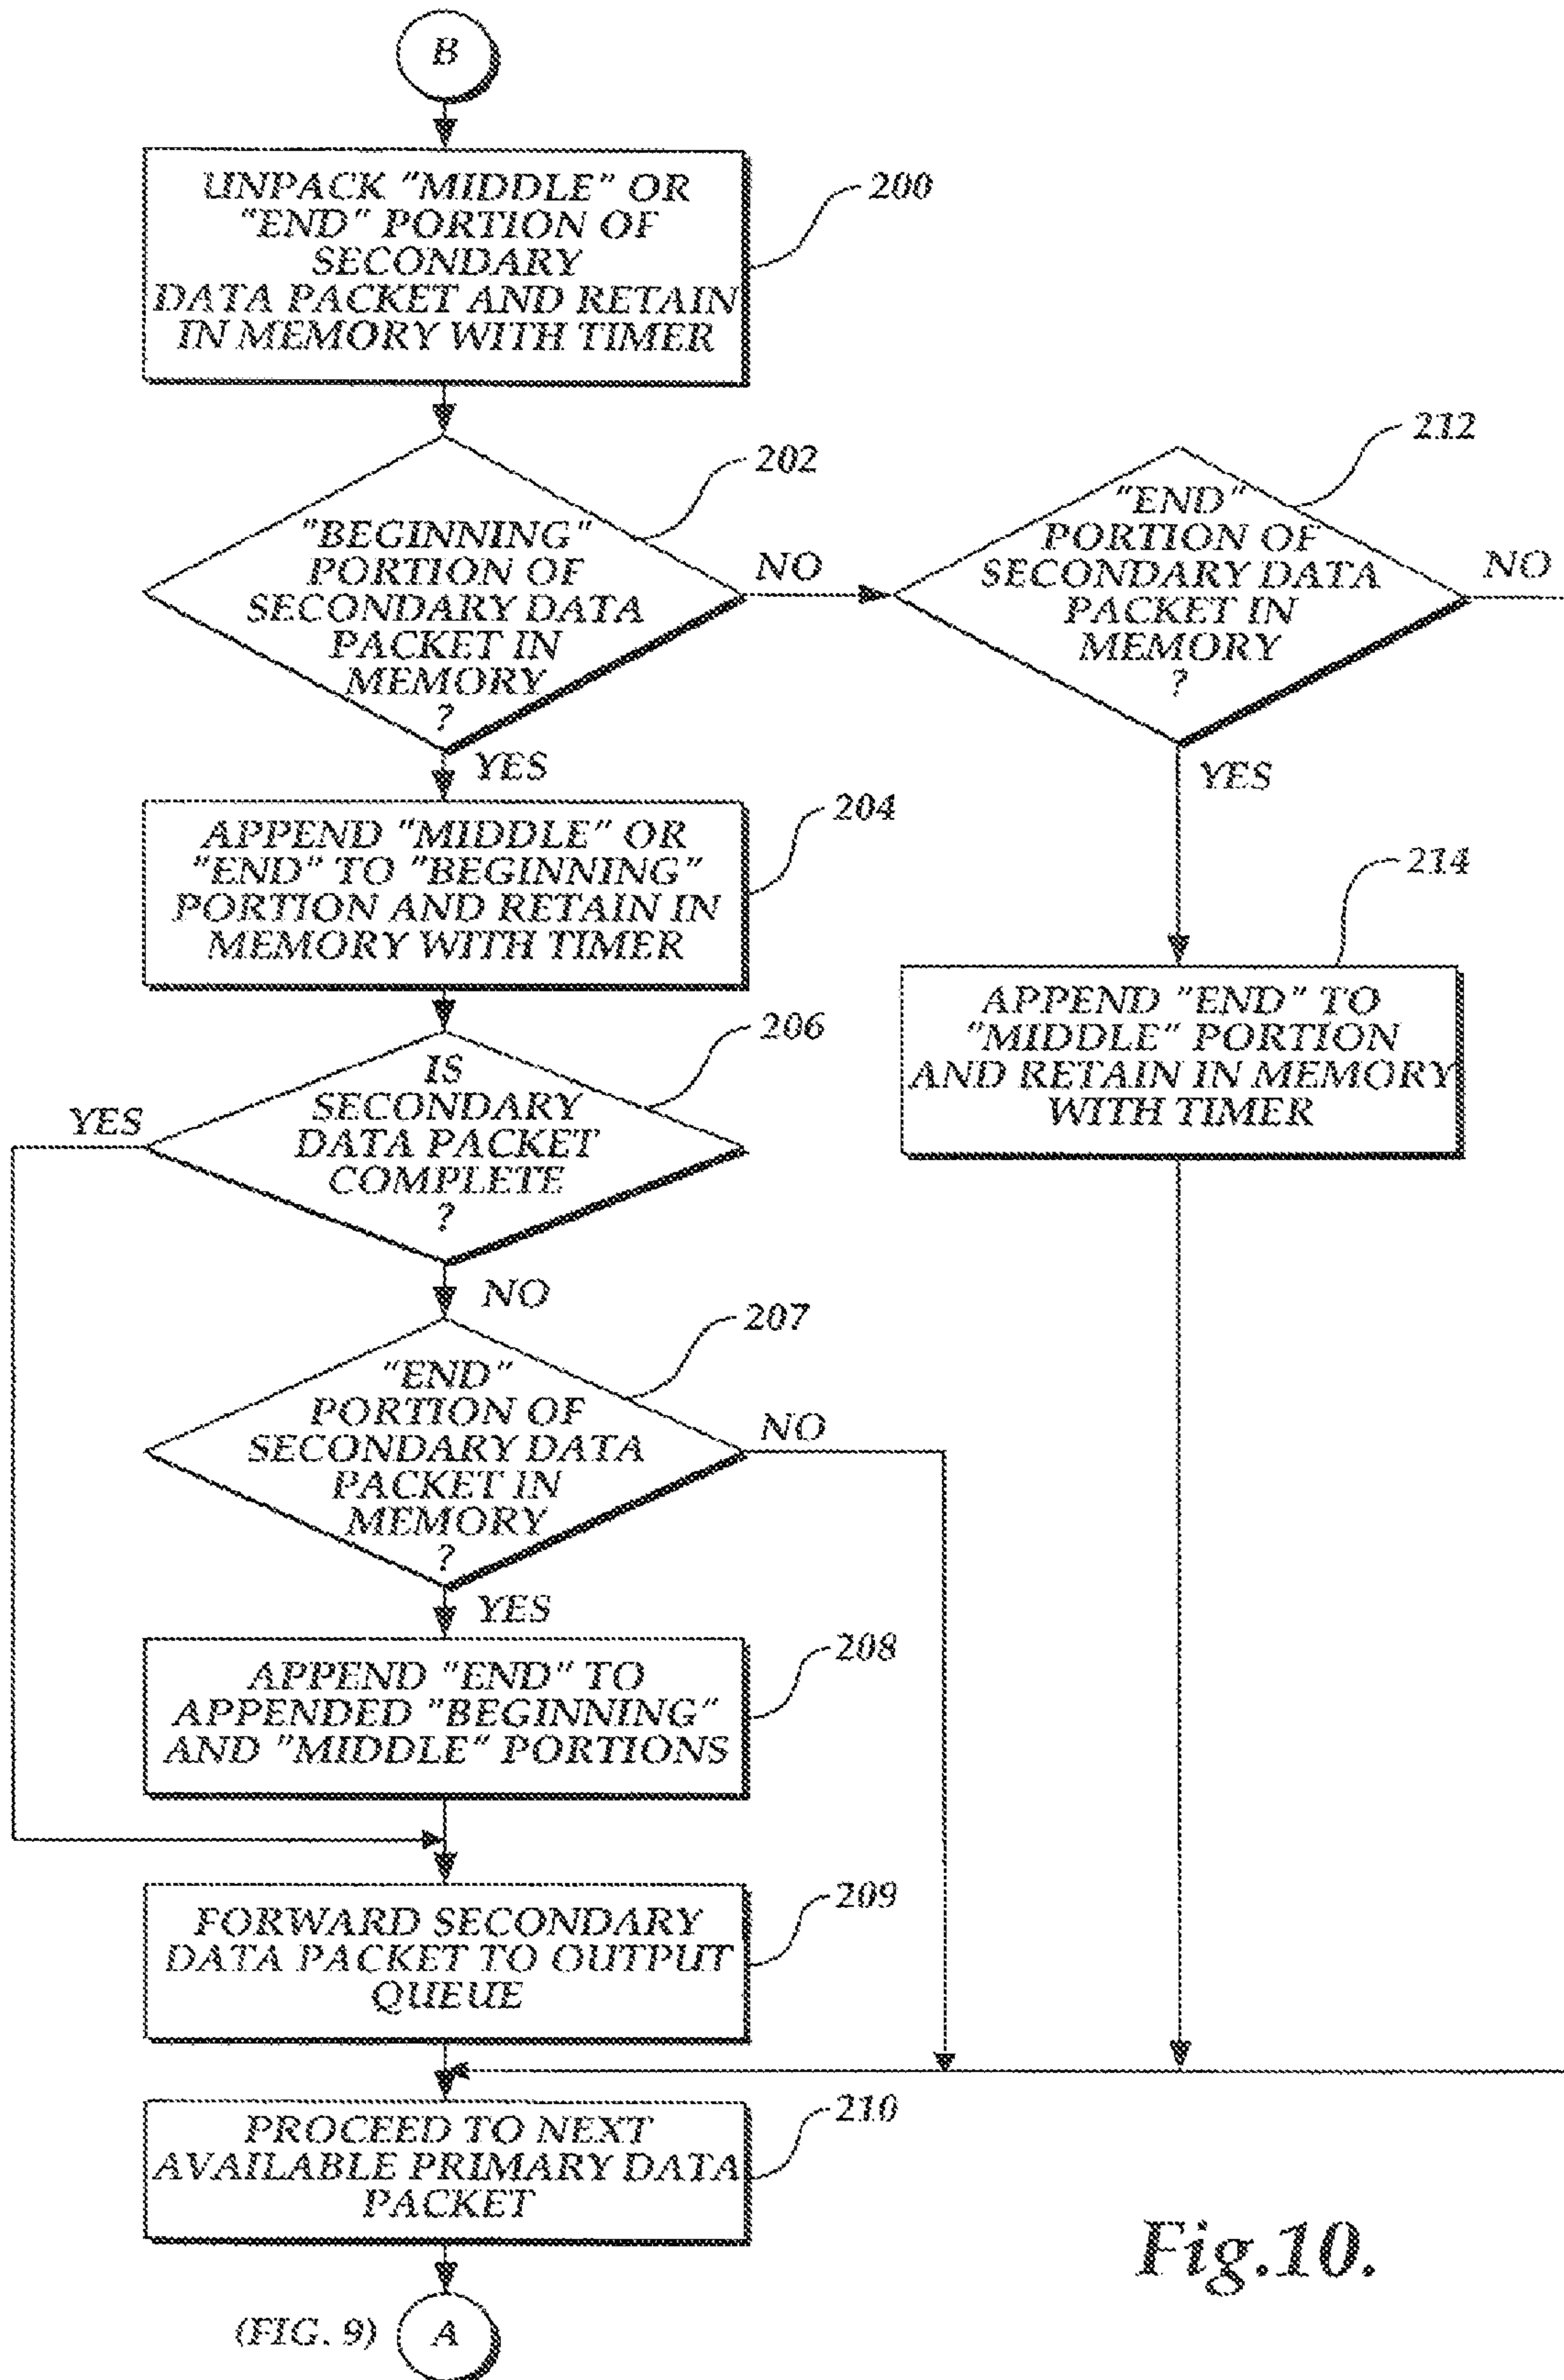 B
UNPACK "MIDDLE" OR
"END" PORTION OF
SECONDARY
DATA PACKET AND RETAIN
IN MEMORY WITH TIMER
200
202
"BEGINNING"
PORTION OF
SECONDARY DATA
PACKET IN
MEMORY
?
NO
YES
212
"END"
PORTION OF
SECONDARY DATA
PACKET IN
MEMORY
?
NO
YES
APPEND "MIDDLE" OR
"END" TO "BEGINNING"
PORTION AND RETAIN IN
MEMORY WITH TIMER
204
214
APPEND "END" TO
"MIDDLE" PORTION
AND RETAIN IN MEMORY
WITH TIMER
206
IS
SECONDARY
DATA PACKET
COMPLETE
?
YES
NO
207
"END"
PORTION OF
SECONDARY DATA
PACKET IN
MEMORY
?
NO
YES
APPEND "END" TO
APPENDED "BEGINNING"
AND "MIDDLE" PORTIONS
208
FORWARD SECONDARY
DATA PACKET TO OUTPUT
QUEUE
209
PROCEED TO NEXT
AVAILABLE PRIMARY DATA
PACKET
210
(FIG. 9) A
Fig.10.